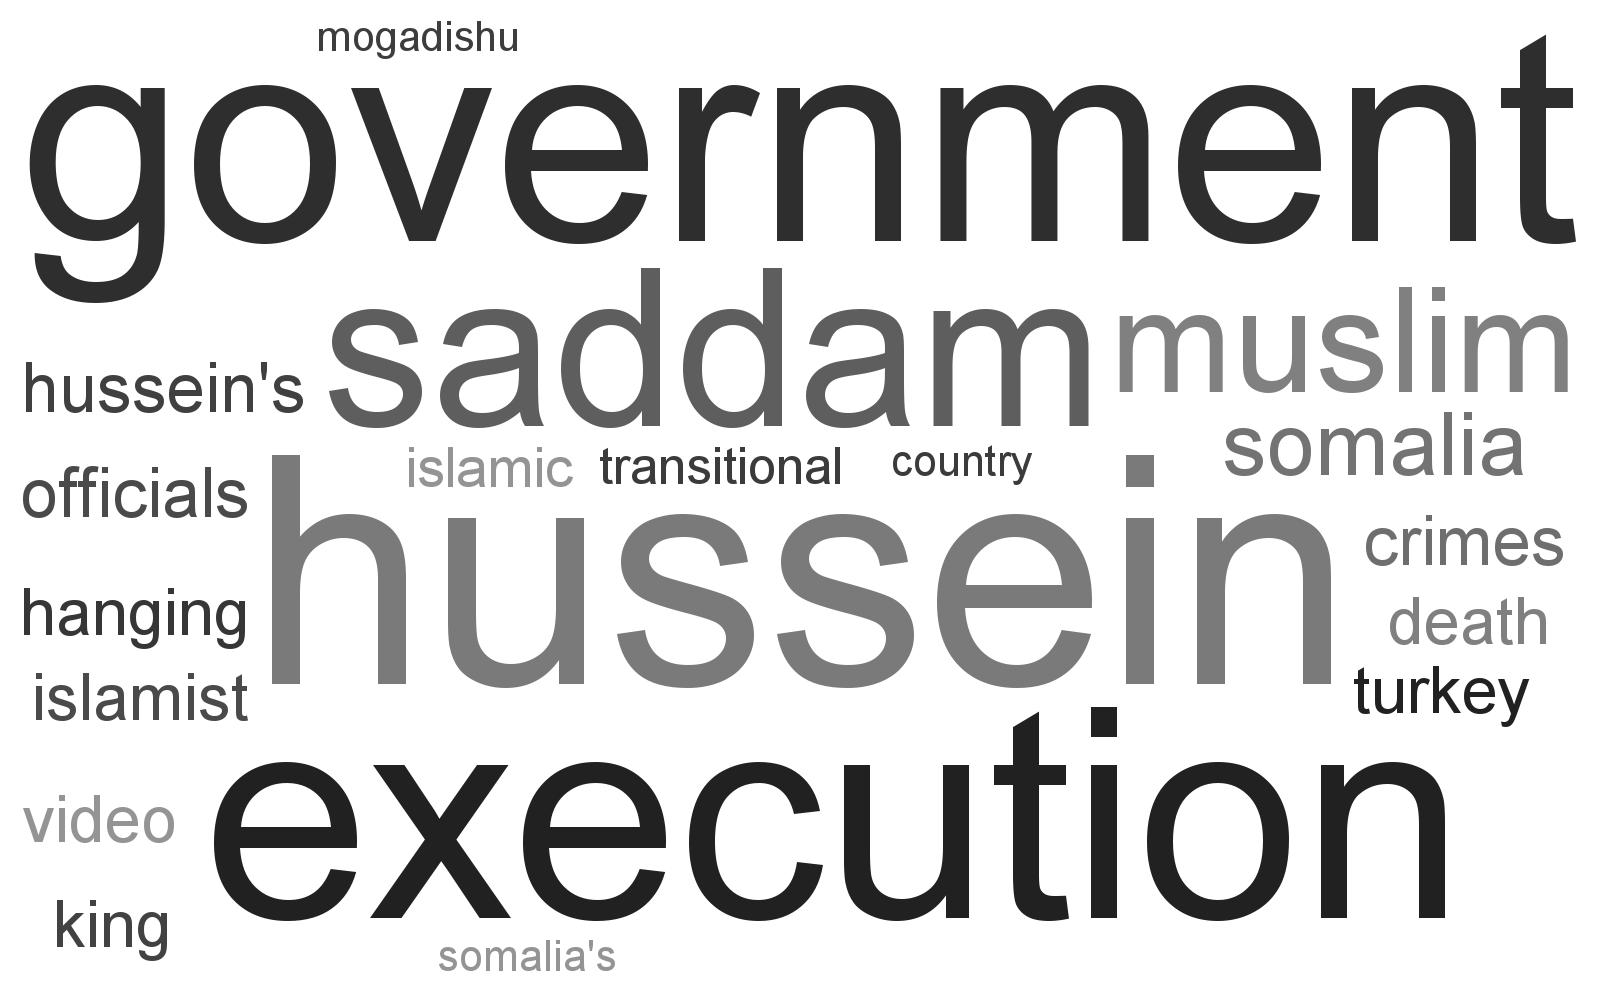 mogadishu
government
saddam
muslim
hussein's
somalia
islamic
transitional
country
officials
hussein
crimes
hanging
death
islamist
turkey
video
execution
king
somalia's